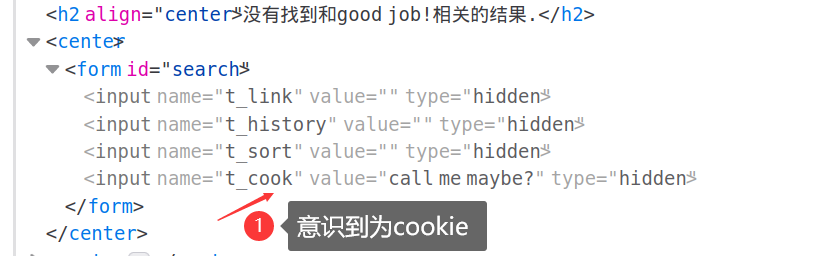 <h2 align="center">没有找到和good job!相关的结果.</h2>
<center>
<form id="search">
<input name="t_link" value="" type="hidden">
<input name="t_history" value="" type="hidden">
<input name="t_sort" value="" type="hidden">
<input name="t_cook" value="call me maybe?" type="hidden">
</form>
1 意识到为cookie
</center>